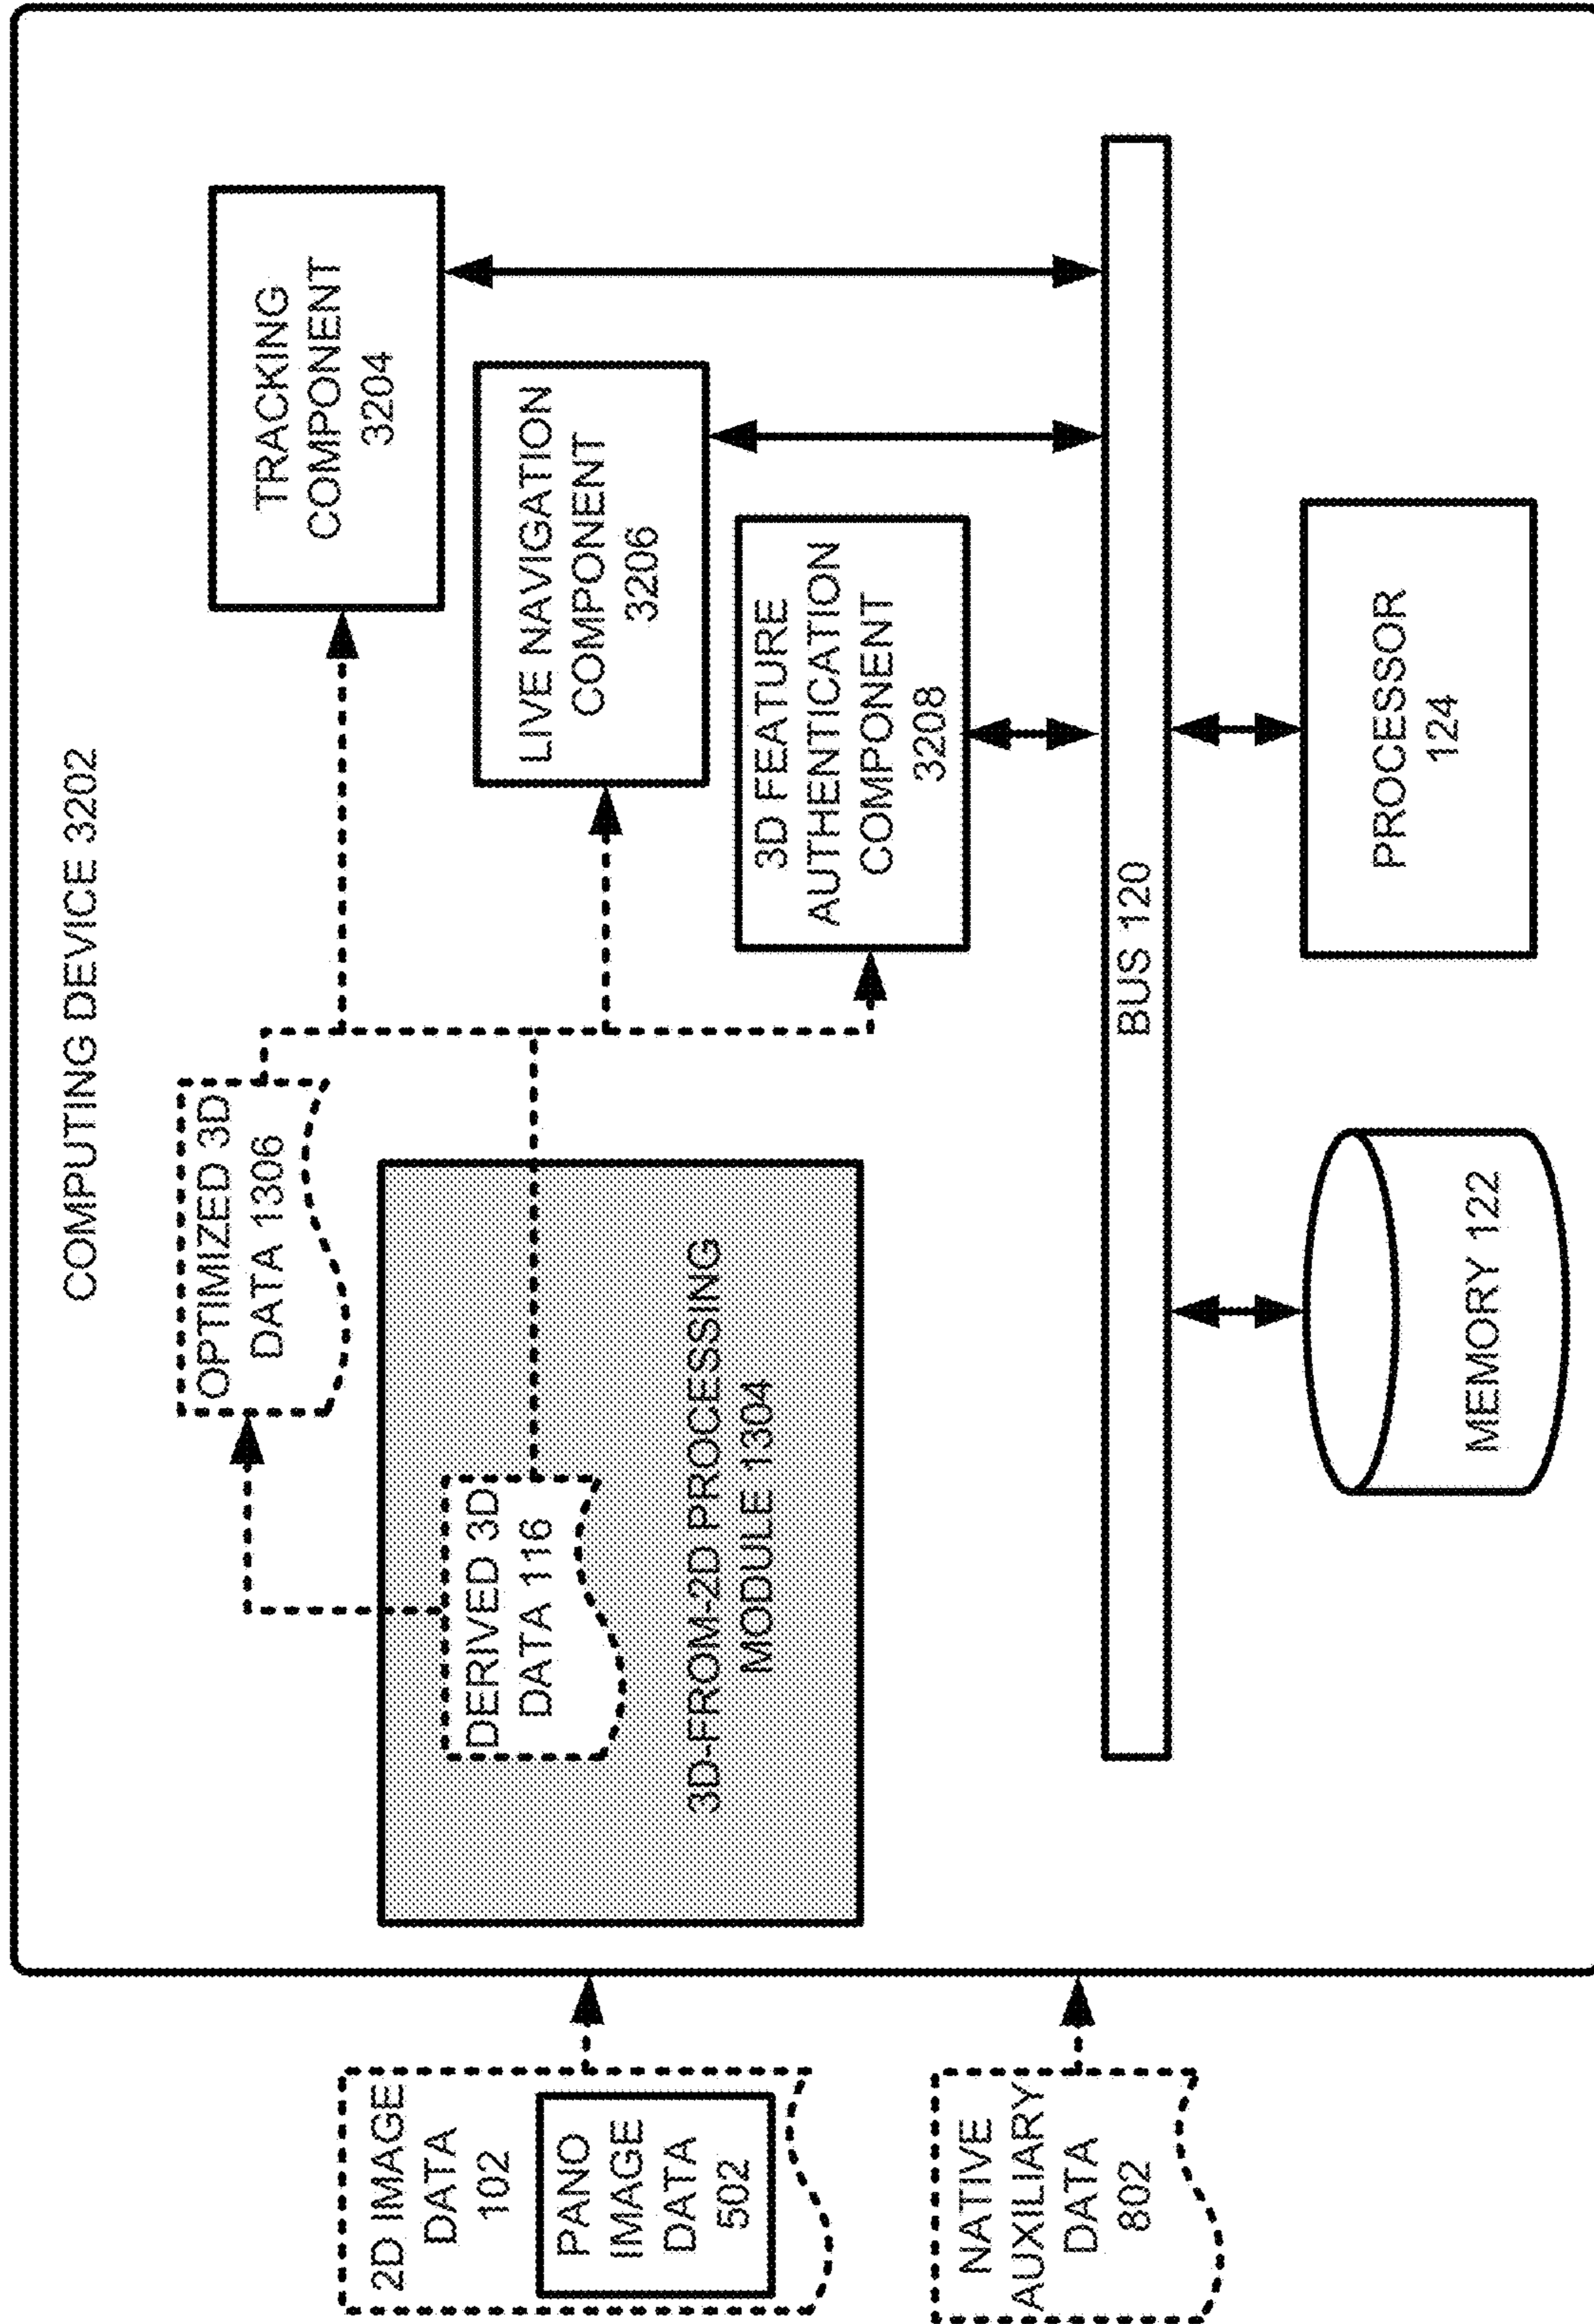 COMPUTING DEVICE 3202
2D IMAGE
DATA
102
PANO
IMAGE
DATA
502
NATIVE
AUXILIARY
DATA
802
OPTIMIZED 3D
DATA 1306
DERIVED 3D
DATA 116
3D-FROM-2D PROCESSING
MODULE 1304
TRACKING
COMPONENT
3204
LIVE NAVIGATION
COMPONENT
3206
3D FEATURE
AUTHENTICATION
COMPONENT
3208
BUS 120
MEMORY 122
PROCESSOR
124